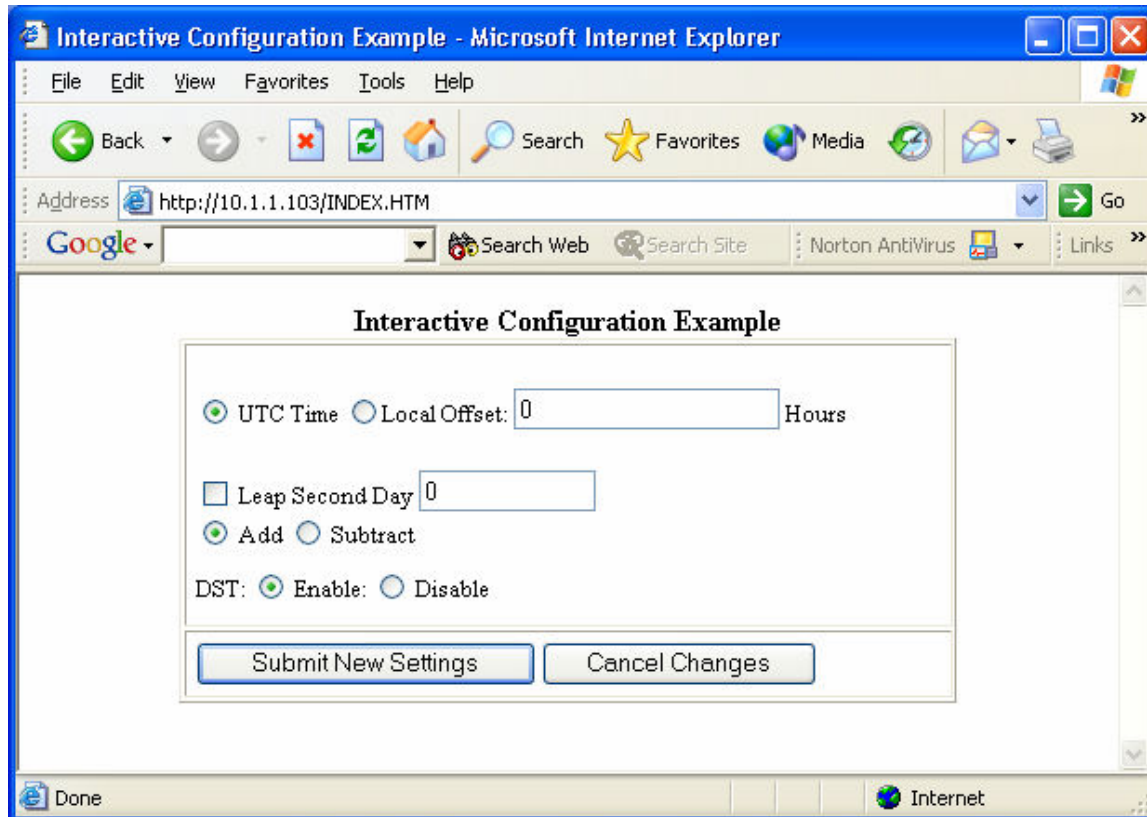 Interactive Configuration Example - Microsoft Internet Explorer
File Edit View Favorites Tools Help
Back Search Favorites Media »
Address http://10.1.1.103/INDEX.HTM Go
Google Search Web Search Site Norton AntiVirus Links »
Interactive Configuration Example
UTC Time Local Offset: 0 Hours
Leap Second Day 0
Add Subtract
DST: Enable: Disable
Submit New Settings Cancel Changes
Done Internet